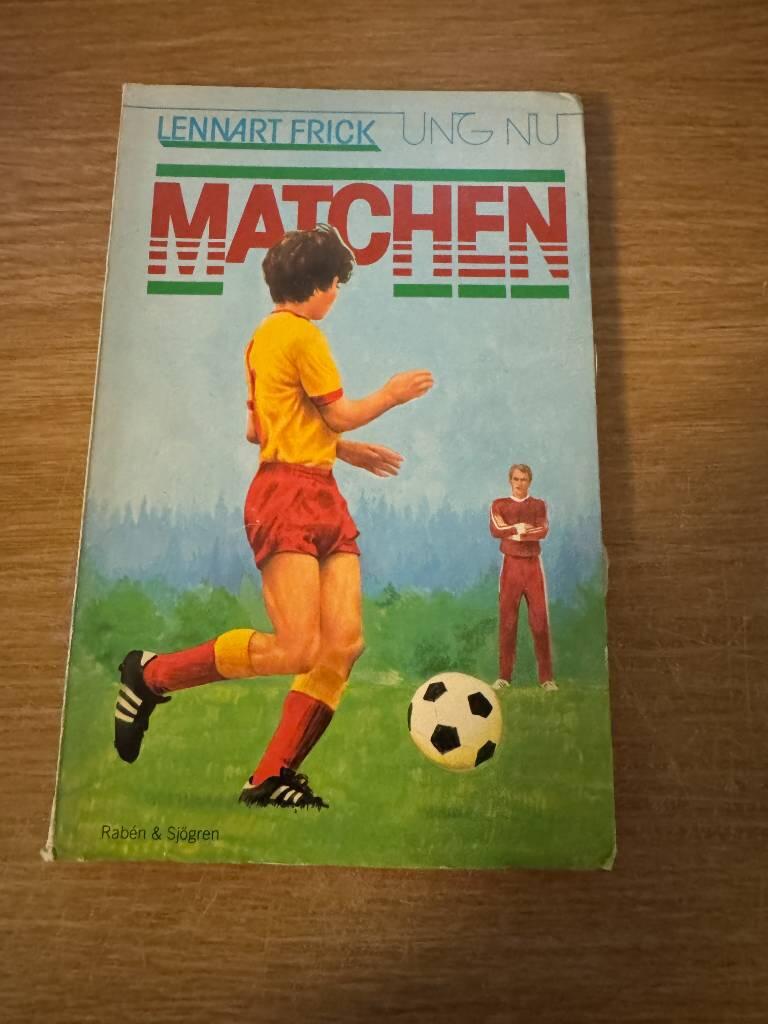 LENNART FRICK UNG NU
MATCHEN
Rabén & Sjögren